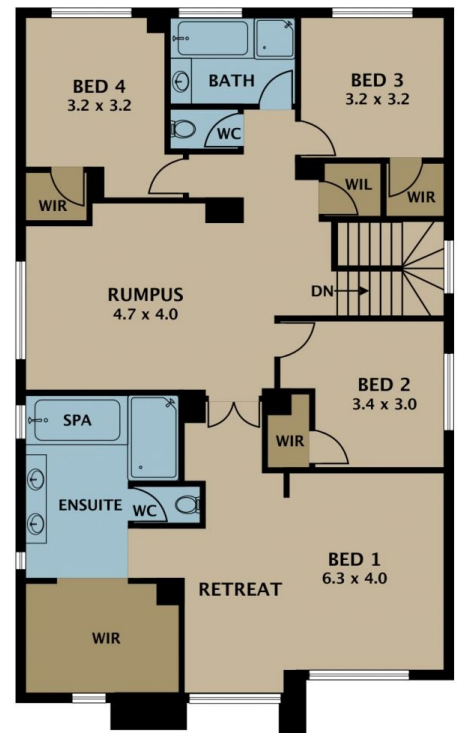 BED 4
3.2 x 3.2
BATH
BED 3
3.2 x 3.2
WC
WIR
WIL
WIR
RUMPUS
4.7 x 4.0
DN
BED 2
3.4 x 3.0
SPA
WIR
ENSUITE
WC
BED 1
6.3 x 4.0
RETREAT
WIR